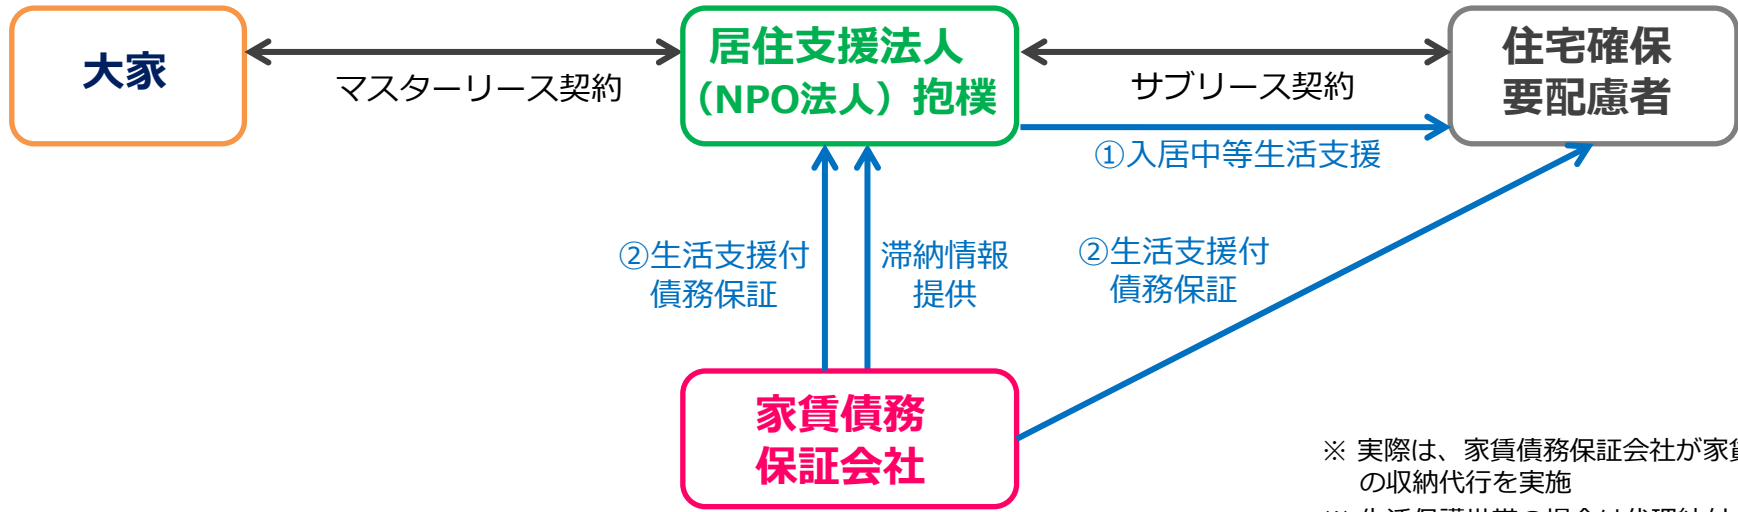 大家
マスターリース契約
居住支援法人
（NPO法人）抱樸
サブリース契約
住宅確保
要配慮者
①入居中等生活支援
②生活支援付
債務保証
滞納情報
提供
②生活支援付
債務保証
家賃債務
保証会社
※ 実際は、家賃債務保証会社が家賃
の収納代行を実施